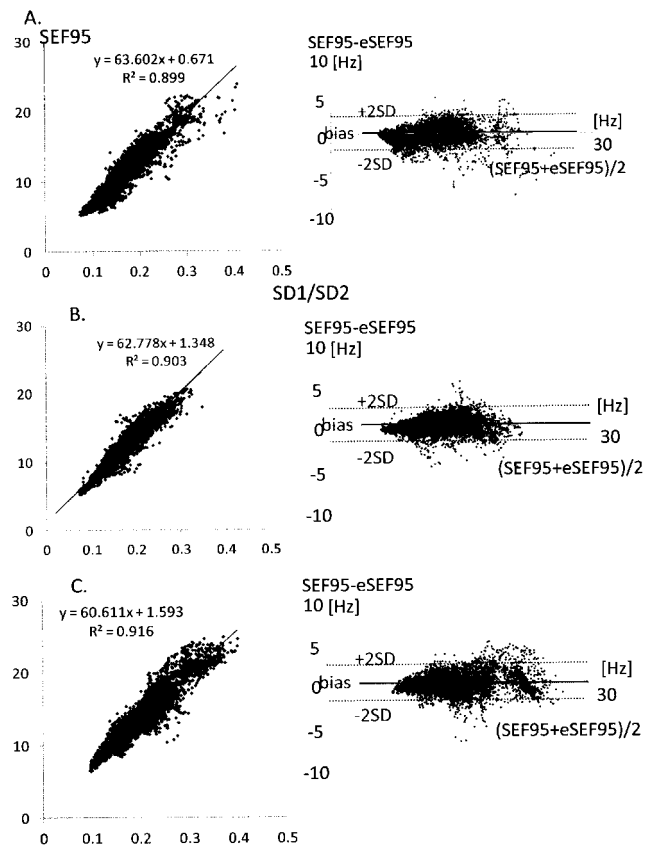 A.
SEF95
30
20
10
0
0 0.1 0.2 0.3 0.4 0.5
y = 63.602x + 0.671
R² = 0.899
SEF95-eSEF95
10 [Hz]
5
0
-5
-10
+2SD
bias
-2SD
[Hz]
30
(SEF95+eSEF95)/2
SD1/SD2
B.
30
20
10
0
0 0.1 0.2 0.3 0.4 0.5
y = 62.778x + 1.348
R² = 0.903
SEF95-eSEF95
10 [Hz]
5
0
-5
-10
+2SD
bias
-2SD
[Hz]
30
(SEF95+eSEF95)/2
C.
30
20
10
0
0 0.1 0.2 0.3 0.4 0.5
y = 60.611x + 1.593
R² = 0.916
SEF95-eSEF95
10 [Hz]
5
0
-5
-10
+2SD
bias
-2SD
[Hz]
30
(SEF95+eSEF95)/2